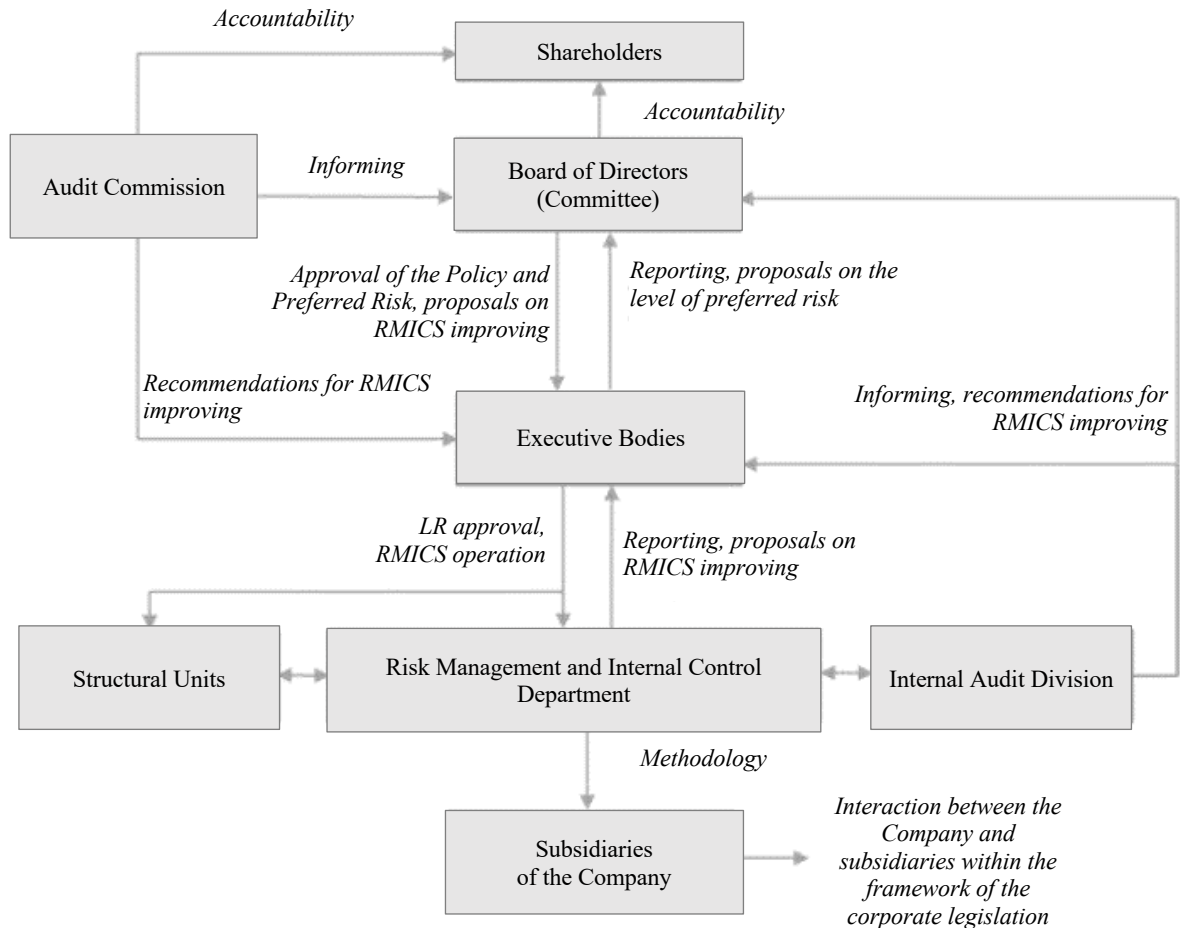 Accountability
Shareholders
Accountability
Audit Commission
Informing
Board of Directors
(Committee)
Approval of the Policy and
Preferred Risk, proposals on
RMICS improving
Reporting, proposals on the
level of preferred risk
Recommendations for RMICS
improving
Executive Bodies
Informing, recommendations for
RMICS improving
LR approval,
RMICS operation
Reporting, proposals on
RMICS improving
Structural Units
Risk Management and Internal Control
Department
Internal Audit Division
Methodology
Subsidiaries
of the Company
Interaction between the
Company and
subsidiaries within the
framework of the
corporate legislation